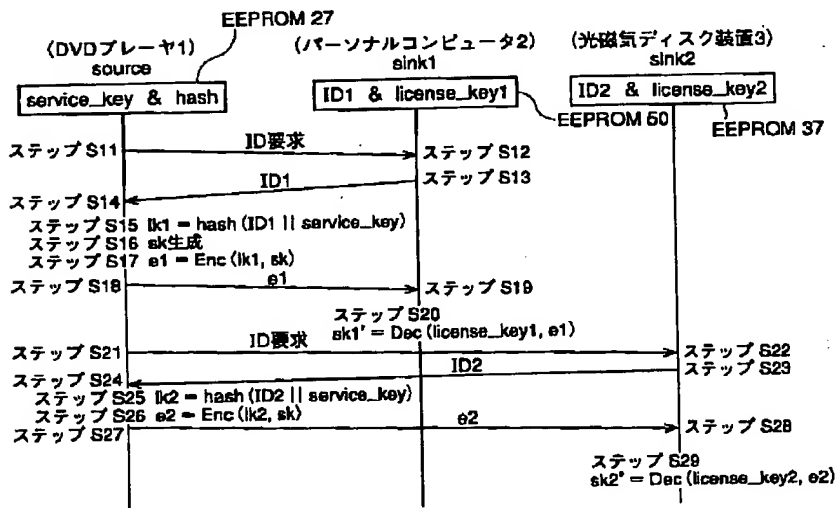 EEPROM 27
〈DVDプレーヤ1〉
source
(パーソナルコンピュータ2)
sink1
(光磁気ディスク装置3)
sink2
service_key & hash
ID1 & license_key1
ID2 & license_key2
EEPROM 50
EEPROM 37
ステップ S11
ID要求
ステップ S12
ID1
ステップ S13
ステップ S14
ステップ S15 lk1 = hash (ID1 || service_key)
ステップ S16 sk生成
ステップ S17 e1 = Enc (lk1, sk)
ステップ S18
e1
ステップ S19
ステップ S20
sk1' = Dec (license_key1, e1)
ステップ S21
ID要求
ステップ S22
ID2
ステップ S23
ステップ S24
ステップ S25 lk2 = hash (ID2 || service_key)
ステップ S26 e2 = Enc (lk2, sk)
ステップ S27
e2
ステップ S28
ステップ S29
sk2' = Dec (license_key2, e2)